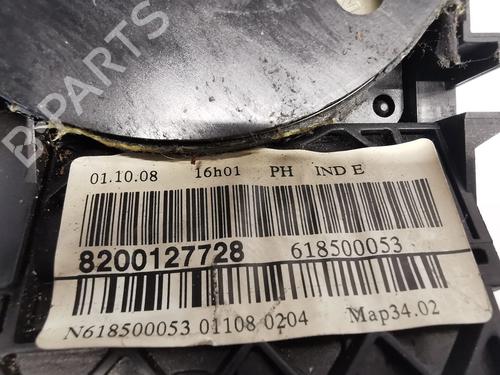 B-PARTS
01.10.08 16h01 PH IND E
8200127728 618500053
N618500053 01108 0204 Map34.02